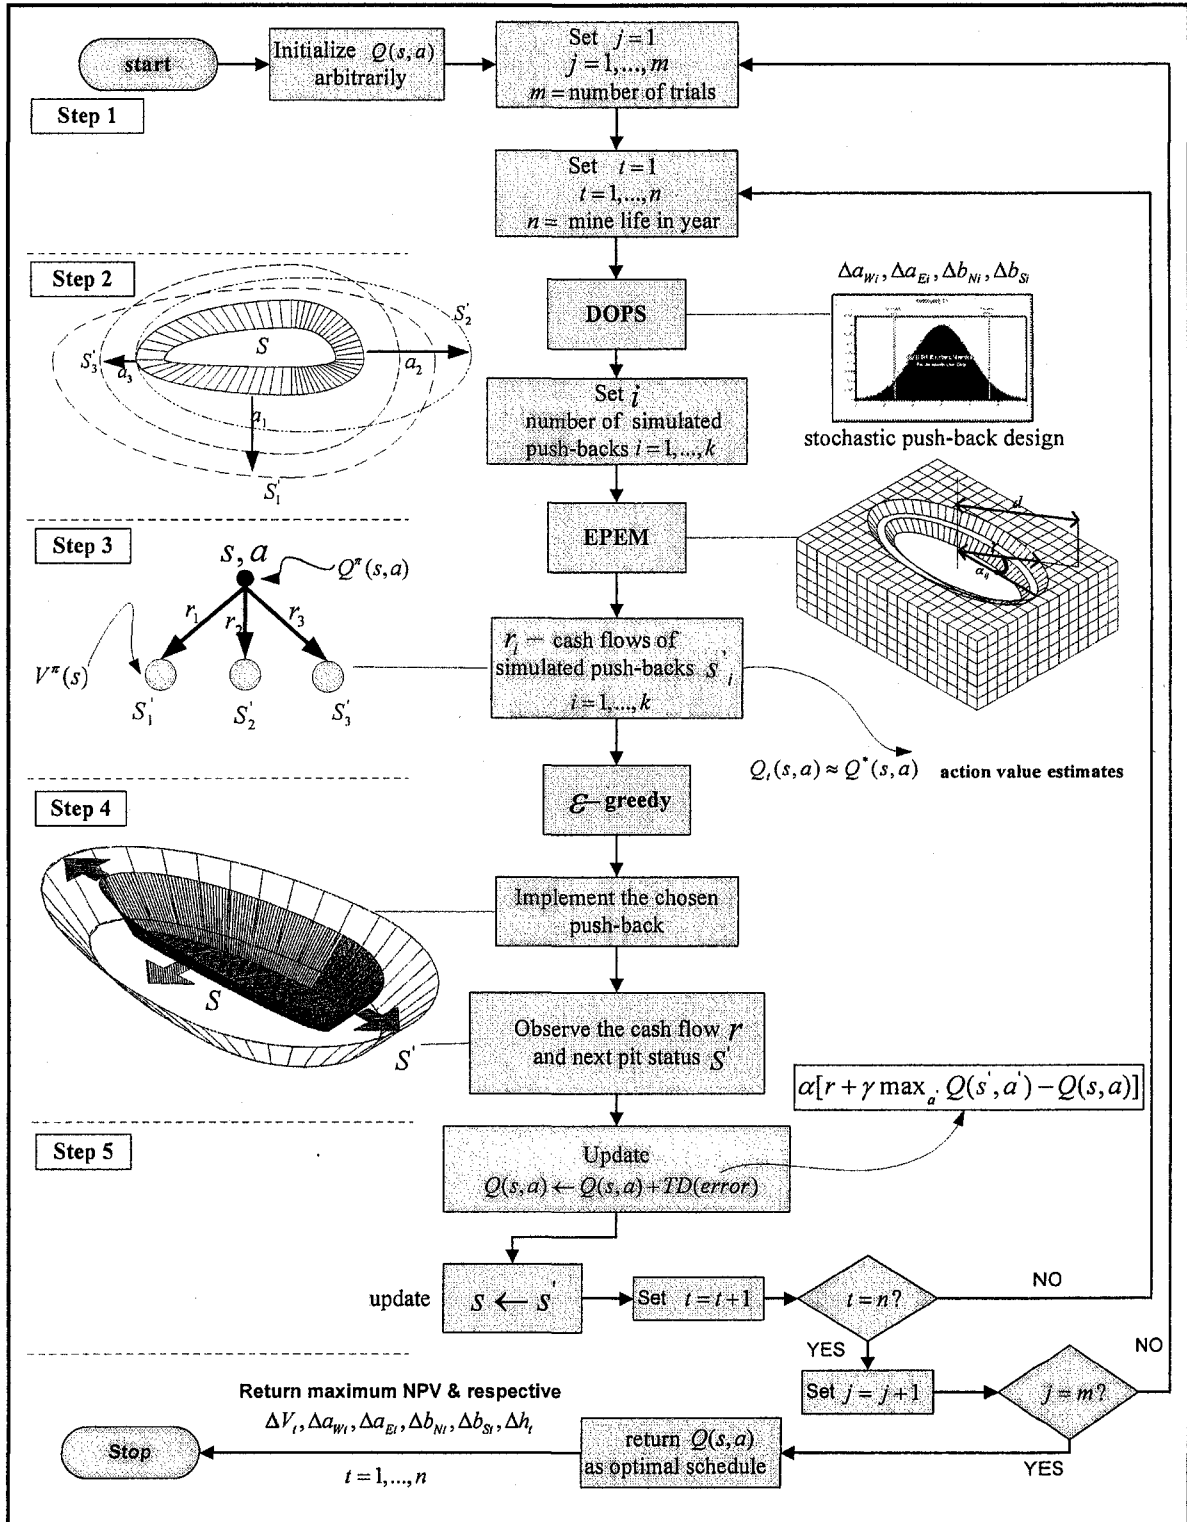 start
Initialize Q(s,a)
arbitrarily
Set j=1
j=1,...,m
m=number of trials
Step 1
Set t=1
t=1,...,n
n= mine life in year
Step 2
S
S'₁
S'₂
S'₃
a₁
a₂
a₃
DOPS
Δa_Wi, Δa_Ei, Δb_Ni, Δb_Si
stochastic push-back design
Set i
number of simulated
push-backs i=1,...,k
Step 3
s, a
Q^π(s,a)
r₁
r₂
r₃
V^π(s)
S'₁
S'₂
S'₃
EPEM
d
r
α_ij
r_i – cash flows of
simulated push-backs s'_i
i=1,...,k
Q_t(s,a) ≈ Q*(s,a) action value estimates
Step 4
ε–greedy
Implement the chosen
push-back
S
S'
Observe the cash flow r
and next pit status S'
α[r+γ max_a' Q(s',a')−Q(s,a)]
Step 5
Update
Q(s,a)←Q(s,a)+TD(error)
update
s ← s'
Set t=t+1
t=n?
NO
YES
Set j=j+1
j=m?
NO
YES
return Q(s,a)
as optimal schedule
Return maximum NPV & respective
ΔV_t, Δa_Wt, Δa_Et, Δb_Nt, Δb_St, Δh_t
t=1,...,n
Stop